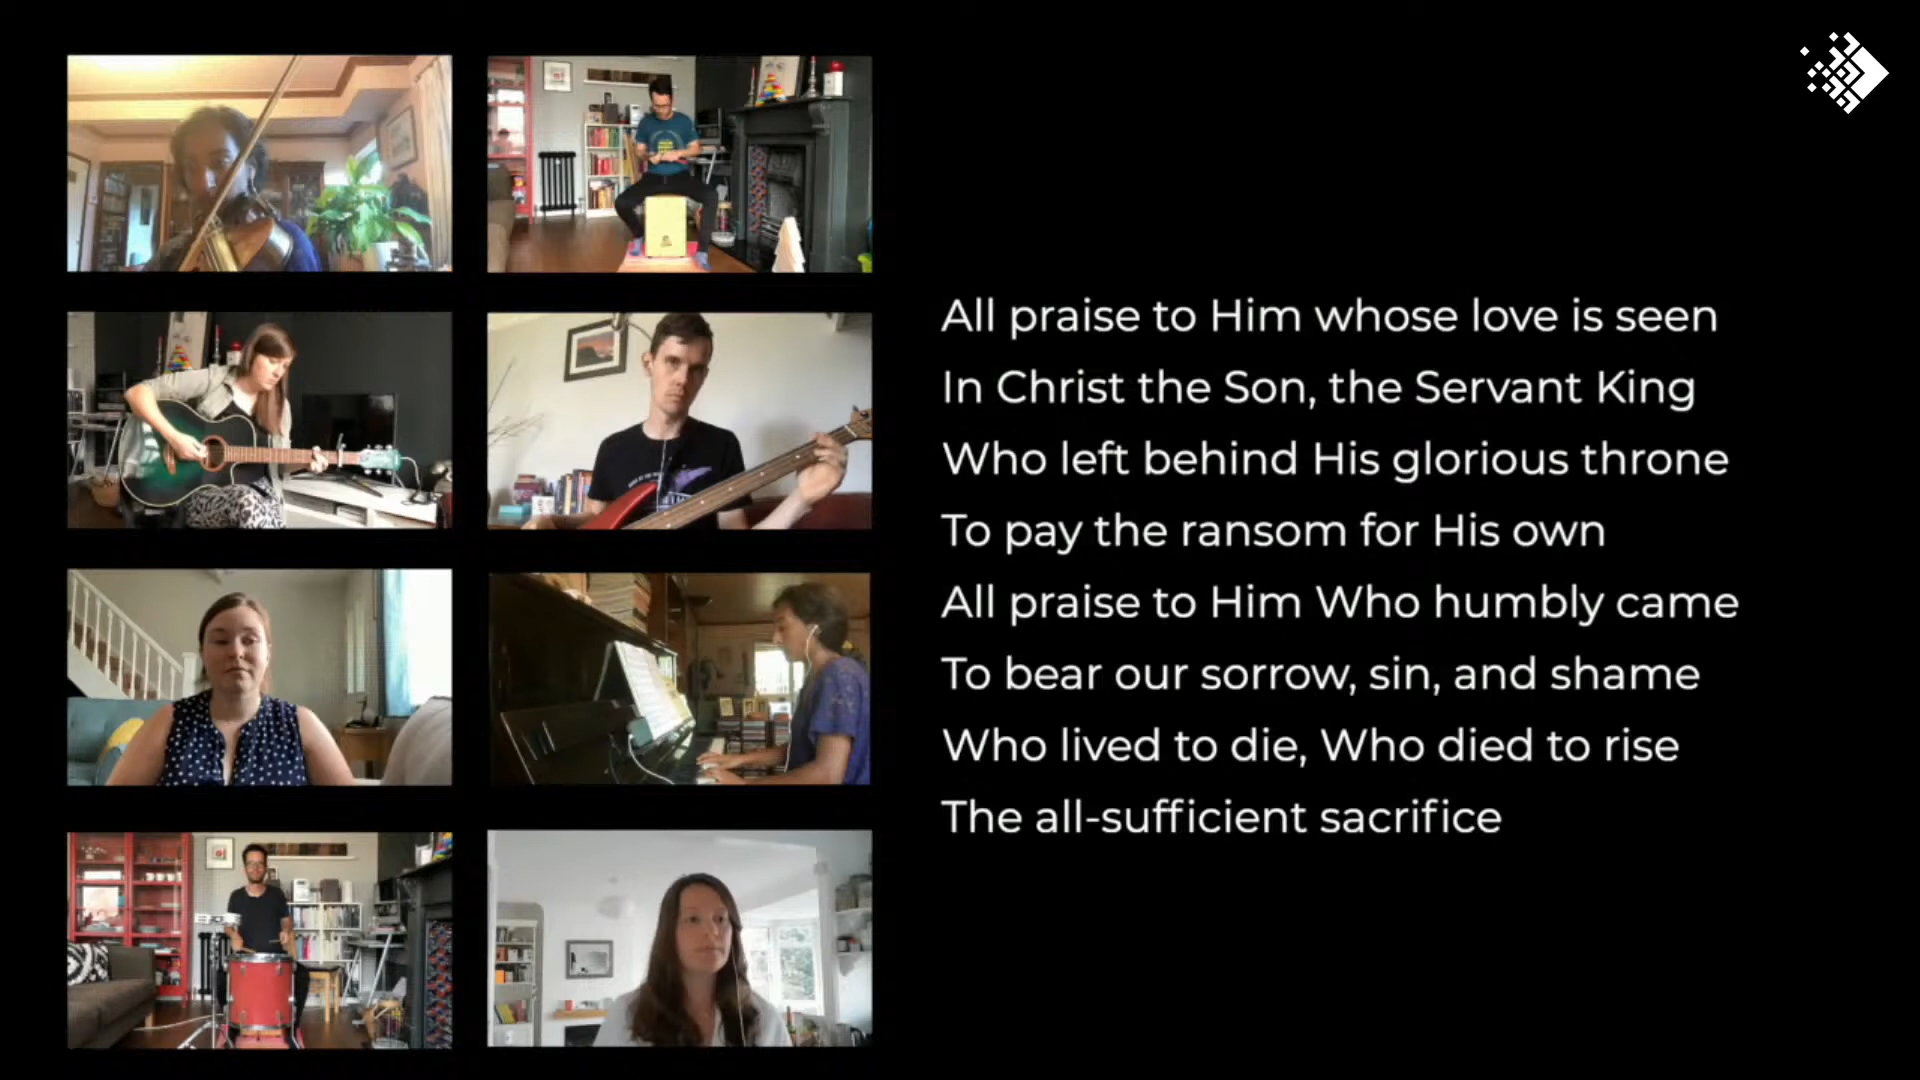 All praise to Him whose love is seen
In Christ the Son, the Servant King
Who left behind His glorious throne
To pay the ransom for His own
All praise to Him Who humbly came
To bear our sorrow, sin, and shame
Who lived to die, Who died to rise
The all-sufficient sacrifice